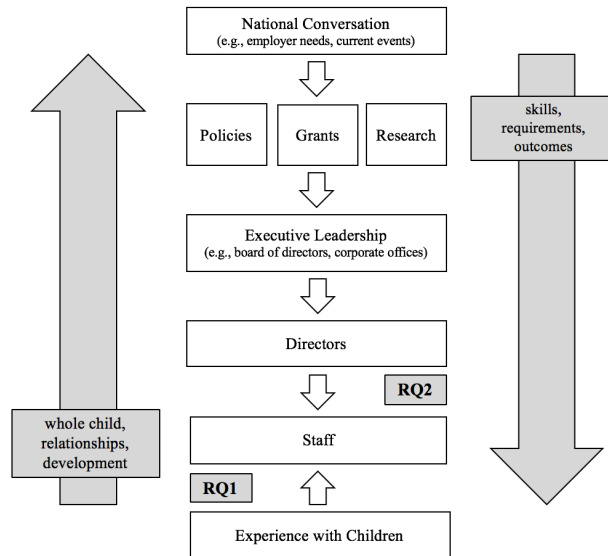 National Conversation
(e.g., employer needs, current events)
Policies
Grants
Research
skills,
requirements,
outcomes
Executive Leadership
(e.g., board of directors, corporate offices)
Directors
RQ2
whole child,
relationships,
development
Staff
RQ1
Experience with Children